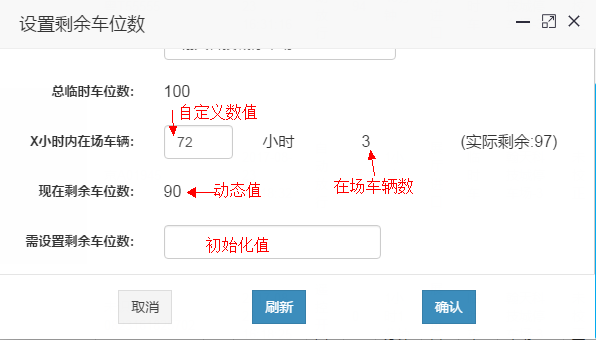 设置剩余车位数
总临时车位数: 100
自定义数值
X小时内在场车辆: 72 小时 3 (实际剩余:97)
在场车辆数
现在剩余车位数: 90 动态值
需设置剩余车位数: 初始化值
取消 刷新 确认